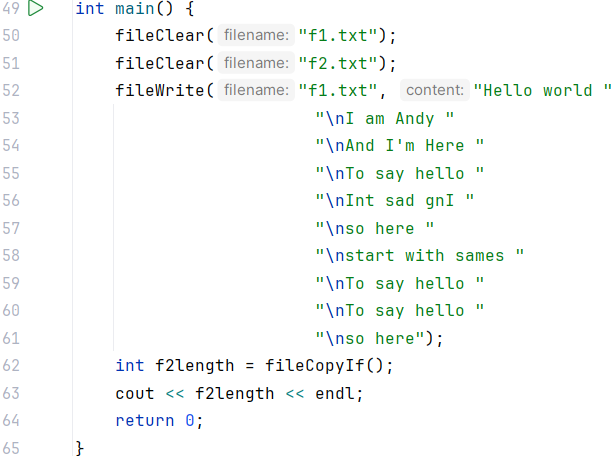 49 int main() {
50 fileClear( filename: "f1.txt");
51 fileClear( filename: "f2.txt");
52 fileWrite( filename: "f1.txt", content: "Hello world "
53 "\nI am Andy "
54 "\nAnd I'm Here "
55 "\nTo say hello "
56 "\nInt sad gnI "
57 "\nso here "
58 "\nstart with sames "
59 "\nTo say hello "
60 "\nTo say hello "
61 "\nso here");
62 int f2length = fileCopyIf();
63 cout << f2length << endl;
64 return 0;
65 }